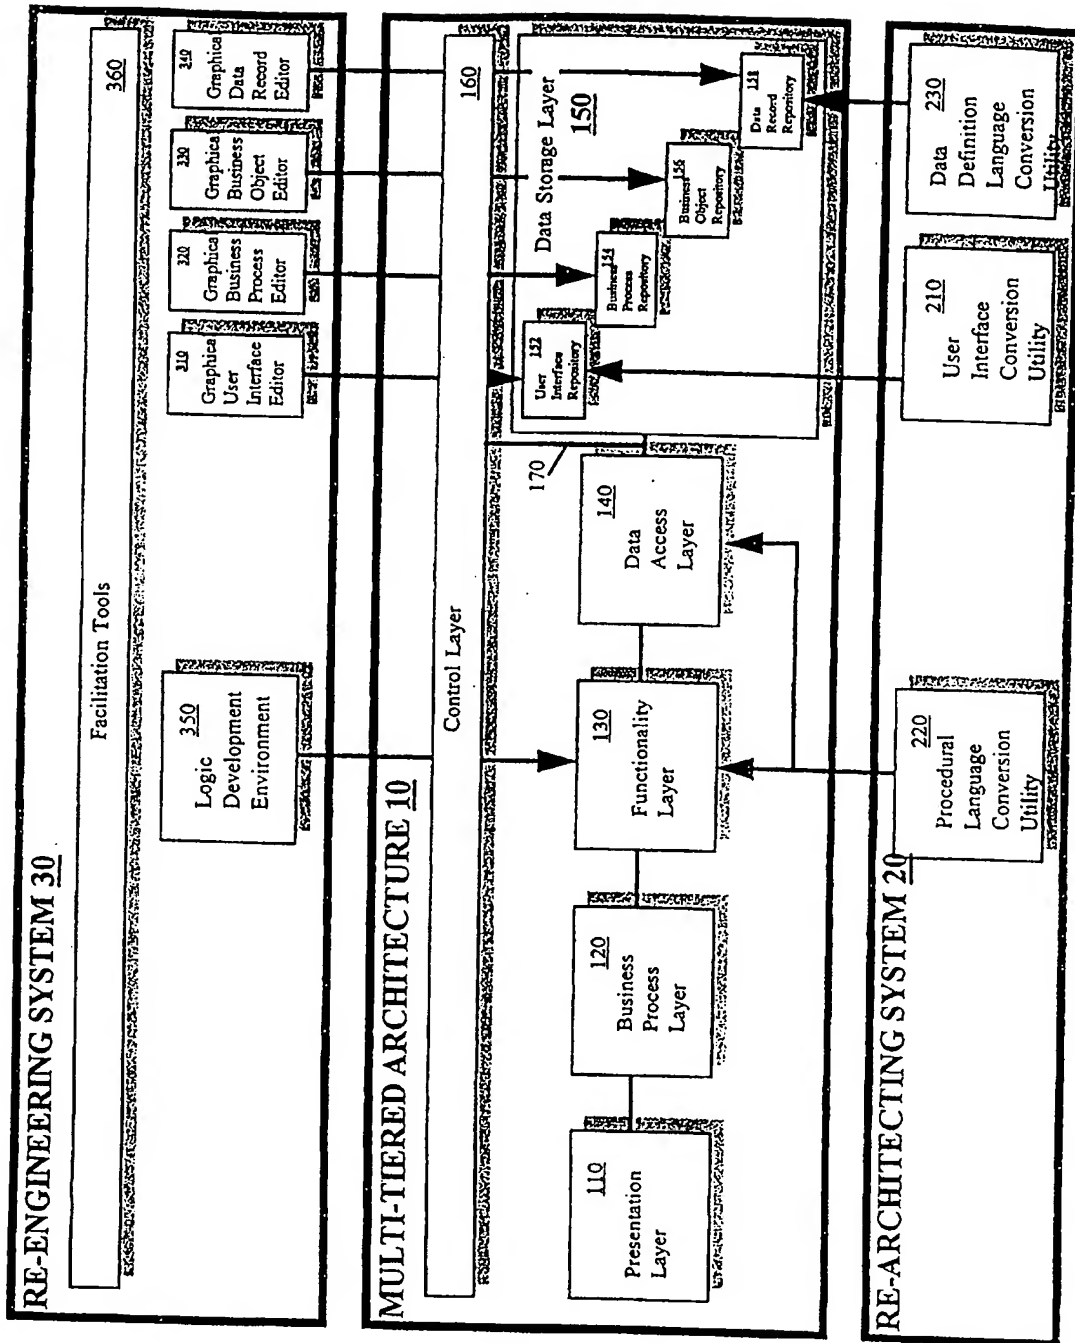 RE-ENGINEERING SYSTEM 30
Facilitation Tools
360
350
Logic
Development
Environment
310
Graphica
User
Interface
Editor
320
Graphica
Business
Process
Editor
330
Graphica
Business
Object
Editor
340
Graphica
Data
Record
Editor
MULTI-TIERED ARCHITECTURE 10
Control Layer
160
110
Presentation
Layer
120
Business
Process
Layer
130
Functionality
Layer
140
Data
Access
Layer
170
Data Storage Layer
150
152
User
Interface
Repository
154
Business
Process
Repository
156
Business
Object
Repository
158
Data
Record
Repository
RE-ARCHITECTING SYSTEM 20
220
Procedural
Language
Conversion
Utility
210
User
Interface
Conversion
Utility
230
Data
Definition
Language
Conversion
Utility